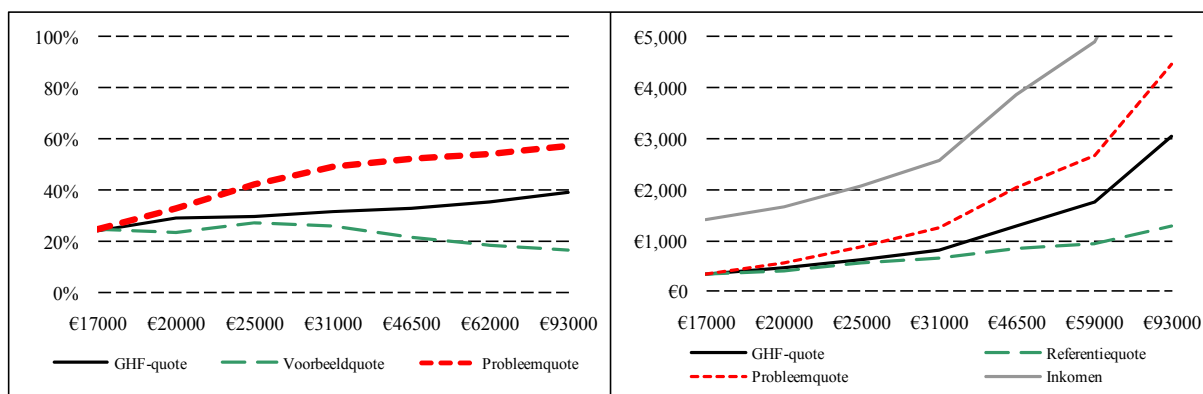 100%
80%
60%
40%
20%
0%
€17000 €20000 €25000 €31000 €46500 €62000 €93000
GHF-quote Voorbeeldquote Probleemquote
€5,000
€4,000
€3,000
€2,000
€1,000
€0
€17000 €20000 €25000 €31000 €46500 €59000 €93000
GHF-quote Referentiequote
Probleemquote Inkomen